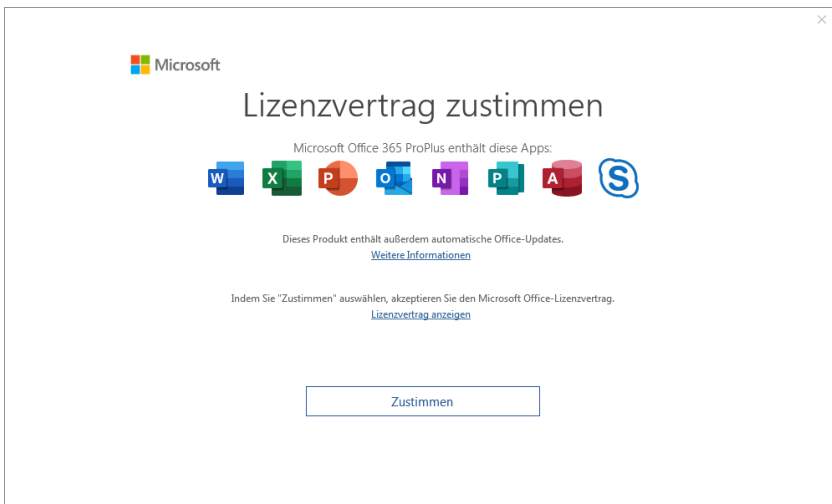 Microsoft
Lizenzvertrag zustimmen
Microsoft Office 365 ProPlus enthält diese Apps:
W X P O N P A S
Dieses Produkt enthält außerdem automatische Office-Updates.
Weitere Informationen
Indem Sie "Zustimmen" auswählen, akzeptieren Sie den Microsoft Office-Lizenzvertrag.
Lizenzvertrag anzeigen
Zustimmen